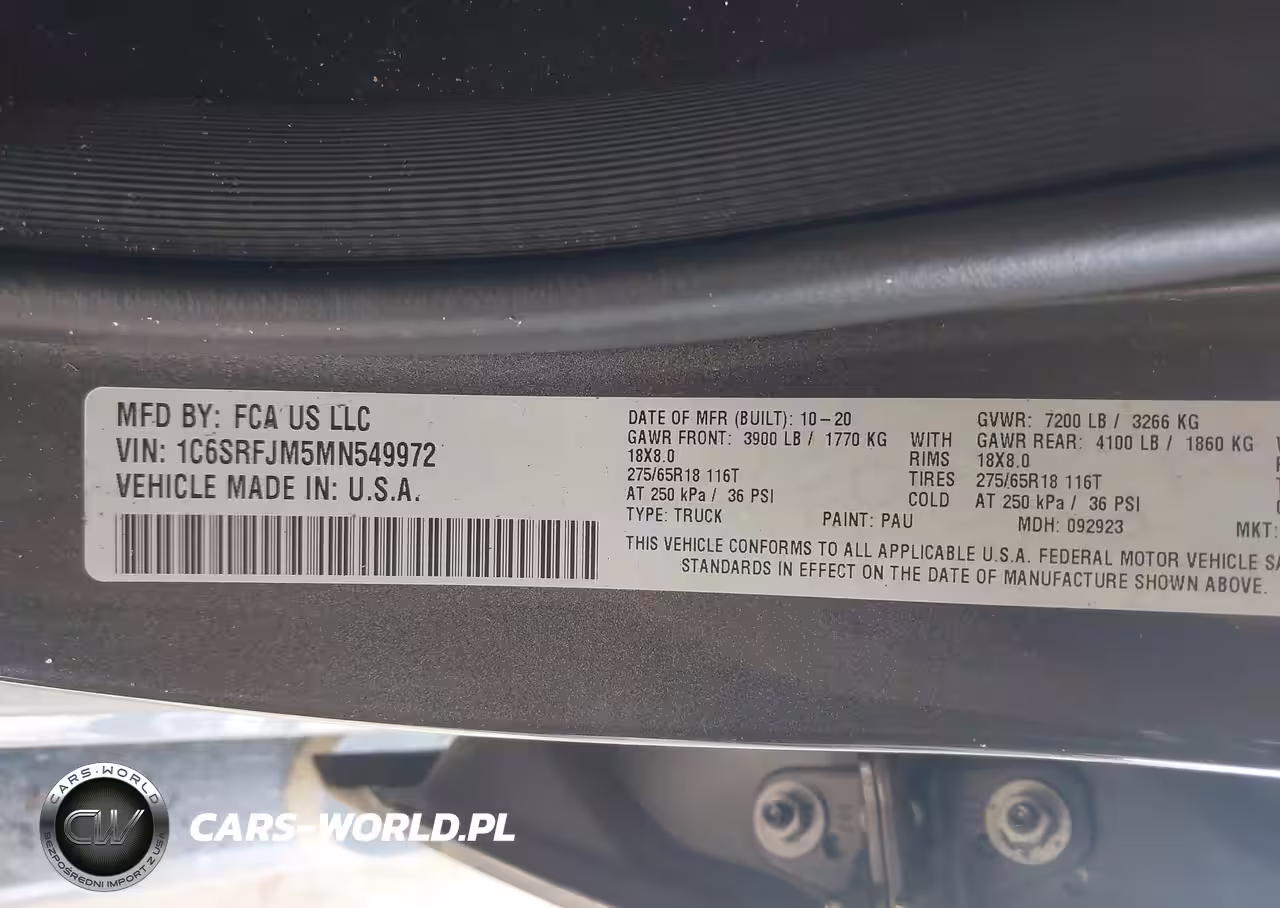 MFD BY: FCA US LLC
VIN: 1C6SRFJM5MN549972
VEHICLE MADE IN: U.S.A.
DATE OF MFR (BUILT): 10-20
GAWR FRONT: 3900 LB / 1770 KG
18X8.0
275/65R18 116T
AT 250 kPa / 36 PSI
TYPE: TRUCK
WITH
RIMS
TIRES
COLD
GVWR: 7200 LB / 3266 KG
GAWR REAR: 4100 LB / 1860 KG
18X8.0
275/65R18 116T
AT 250 kPa / 36 PSI
PAINT: PAU
MDH: 092923
MKT:
THIS VEHICLE CONFORMS TO ALL APPLICABLE U.S.A. FEDERAL MOTOR VEHICLE
STANDARDS IN EFFECT ON THE DATE OF MANUFACTURE SHOWN ABOVE.
CARS-WORLD
CW
BEZPOŚREDNI IMPORT Z USA
CARS-WORLD.PL